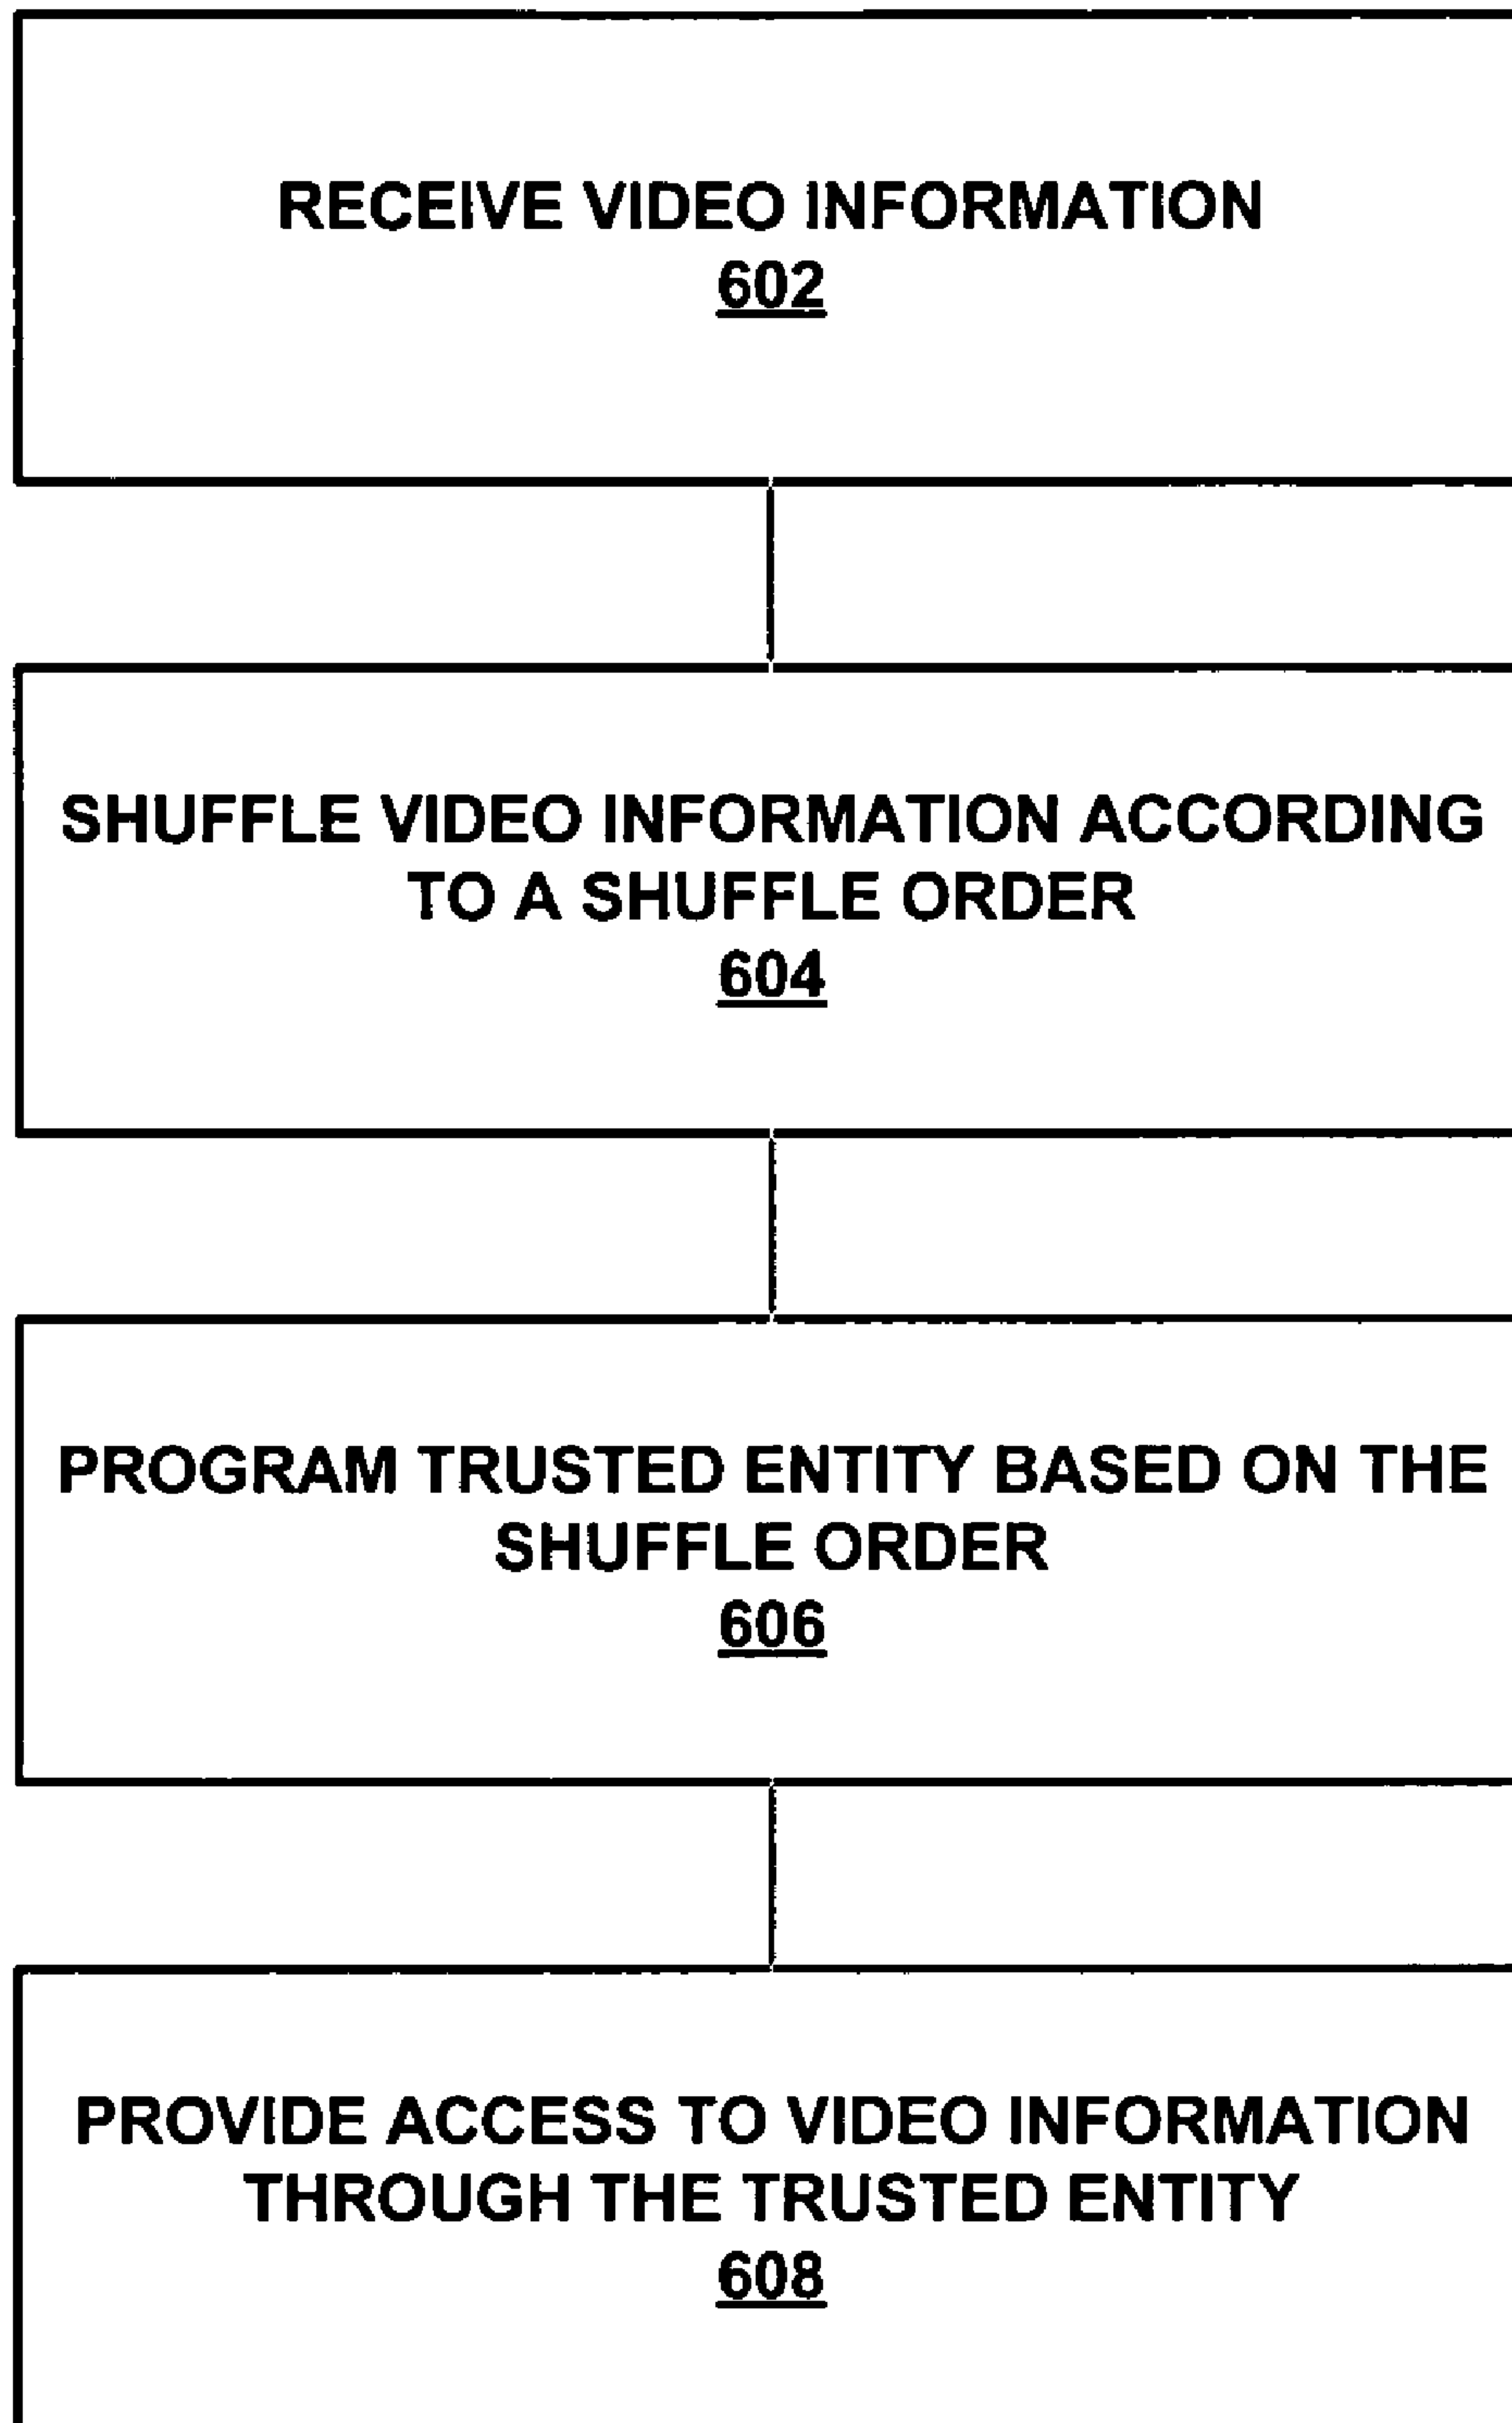 RECEIVE VIDEO INFORMATION
602
SHUFFLE VIDEO INFORMATION ACCORDING
TO A SHUFFLE ORDER
604
PROGRAM TRUSTED ENTITY BASED ON THE
SHUFFLE ORDER
606
PROVIDE ACCESS TO VIDEO INFORMATION
THROUGH THE TRUSTED ENTITY
608